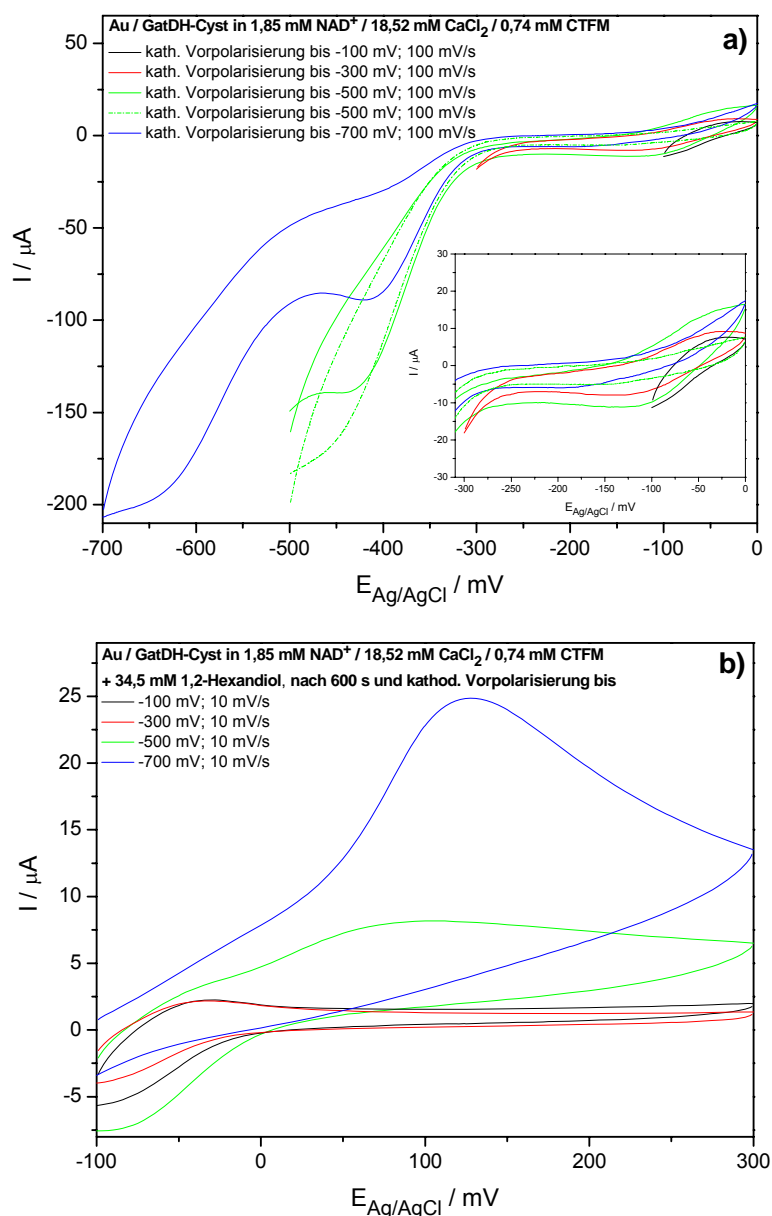 Au / GatDH-Cyst in 1,85 mM NAD+ / 18,52 mM CaCl2 / 0,74 mM CTFM
a)
kath. Vorpolarisierung bis -100 mV; 100 mV/s
kath. Vorpolarisierung bis -300 mV; 100 mV/s
kath. Vorpolarisierung bis -500 mV; 100 mV/s
kath. Vorpolarisierung bis -500 mV; 100 mV/s
kath. Vorpolarisierung bis -700 mV; 100 mV/s
50
0
-50
-100
-150
-200
I / µA
30
20
10
0
-10
-20
-30
I / µA
-300 -250 -200 -150 -100 -50 0
E Ag/AgCl / mV
-700 -600 -500 -400 -300 -200 -100 0
E Ag/AgCl / mV
Au / GatDH-Cyst in 1,85 mM NAD+ / 18,52 mM CaCl2 / 0,74 mM CTFM
b)
+ 34,5 mM 1,2-Hexandiol, nach 600 s und kathod. Vorpolarisierung bis
-100 mV; 10 mV/s
-300 mV; 10 mV/s
-500 mV; 10 mV/s
-700 mV; 10 mV/s
25
20
15
10
5
0
-5
I / µA
-100 0 100 200 300
E Ag/AgCl / mV